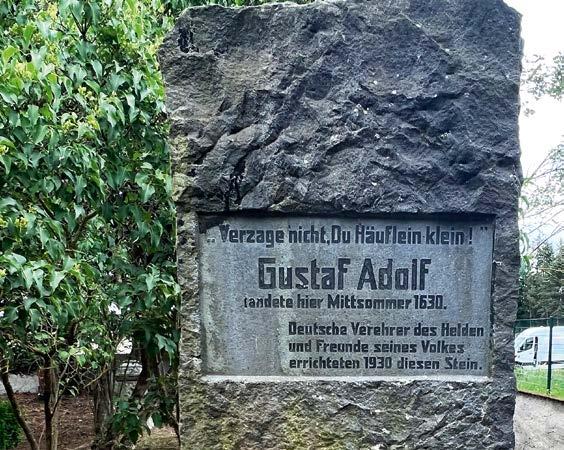 „Verzage nicht, Du Häuflein klein!"
Gustaf Adolf
landete hier Mittsommer 1630.
Deutsche Verehrer des Helden
und Freunde seines Volkes
errichteten 1930 diesen Stein.